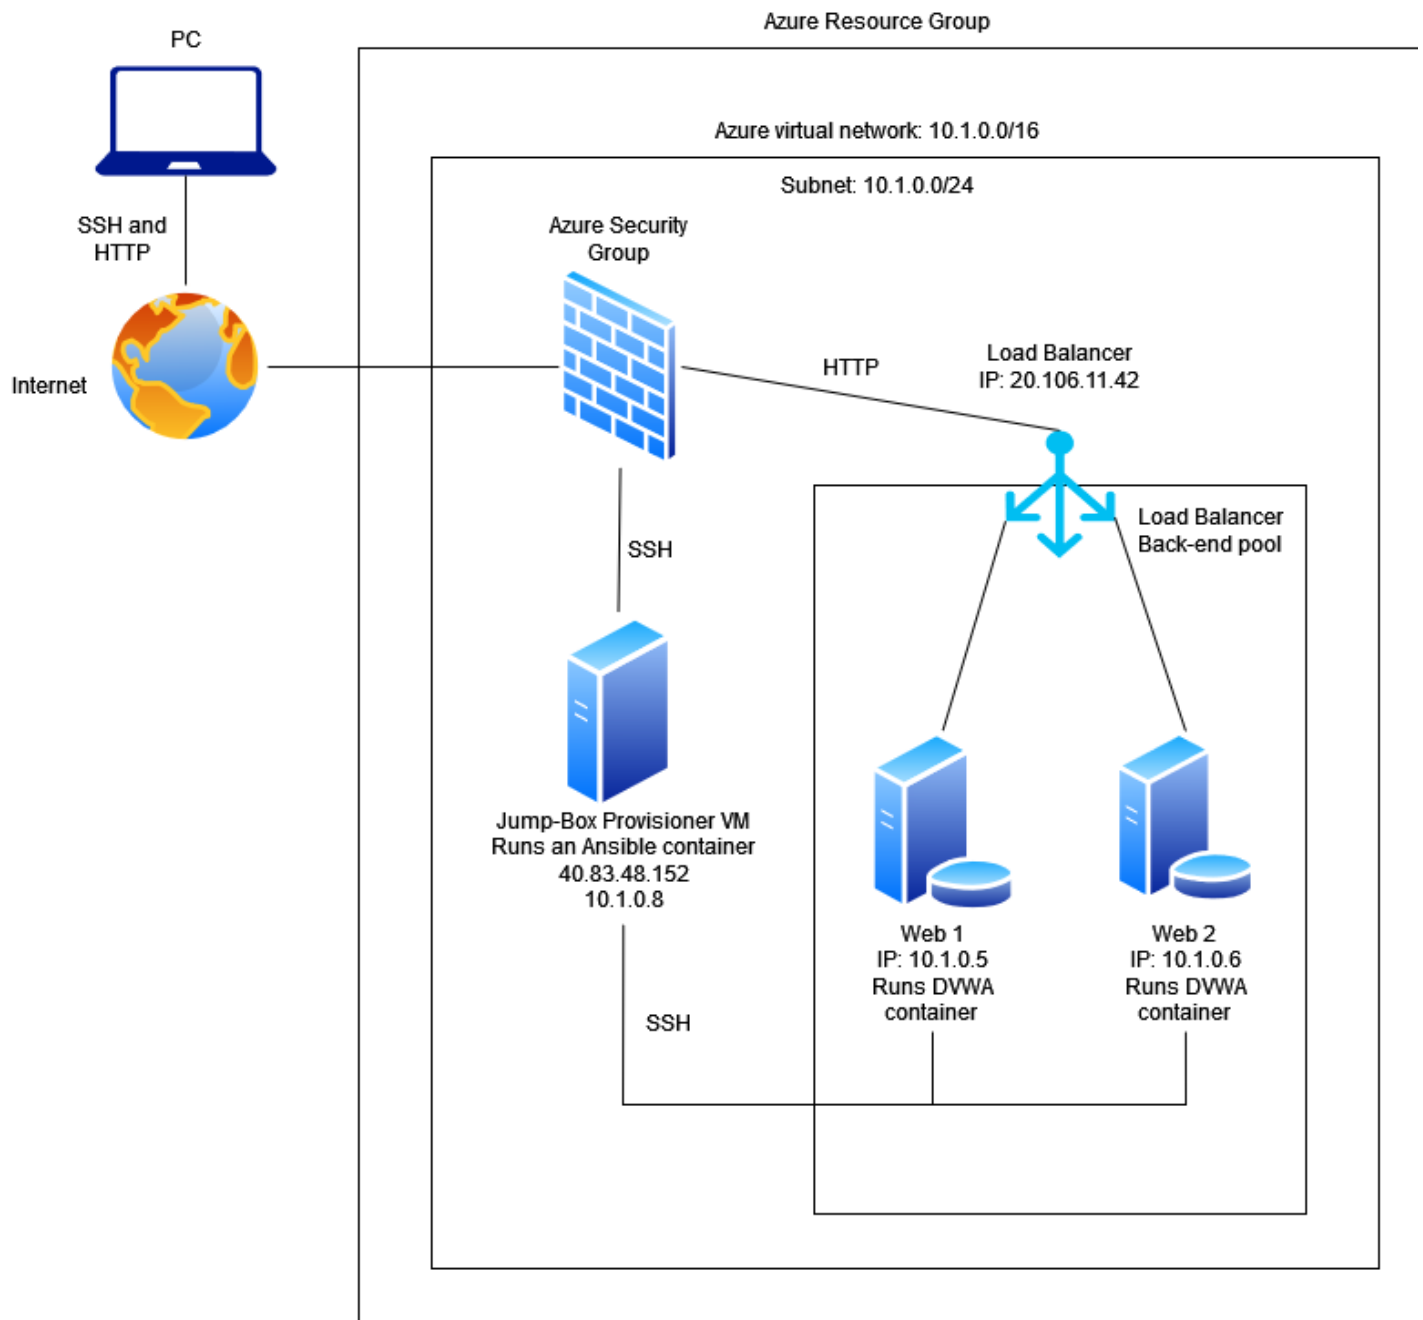 Azure Resource Group
PC
Azure virtual network: 10.1.0.0/16
Subnet: 10.1.0.0/24
SSH and
HTTP
Azure Security
Group
Internet
HTTP
Load Balancer
IP: 20.106.11.42
Load Balancer
Back-end pool
SSH
Jump-Box Provisioner VM
Runs an Ansible container
40.83.48.152
10.1.0.8
Web 1
IP: 10.1.0.5
Runs DVWA
container
Web 2
IP: 10.1.0.6
Runs DVWA
container
SSH